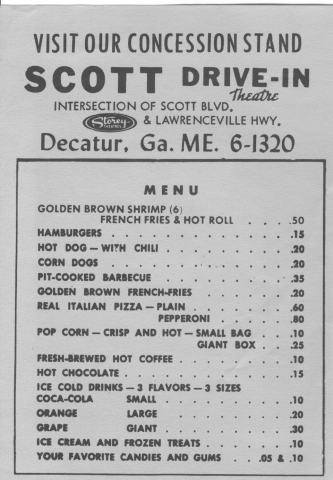 VISIT OUR CONCESSION STAND
SCOTT DRIVE-IN
Theatre
INTERSECTION OF SCOTT BLVD.
Storey THEATRES & LAWRENCEVILLE HWY.
Decatur, Ga. ME. 6-1320
MENU
GOLDEN BROWN SHRIMP (6)
FRENCH FRIES & HOT ROLL . . . . .50
HAMBURGERS . . . . . . . . . . . .15
HOT DOG — WITH CHILI . . . . . . . . .20
CORN DOGS . . . . . . . . . . . .20
PIT-COOKED BARBECUE . . . . . . . . .35
GOLDEN BROWN FRENCH-FRIES . . . . . .20
REAL ITALIAN PIZZA — PLAIN . . . . . . .60
PEPPERONI . . . . . .80
POP CORN — CRISP AND HOT — SMALL BAG . . .10
GIANT BOX . . .25
FRESH-BREWED HOT COFFEE . . . . . . . .10
HOT CHOCOLATE . . . . . . . . . . .15
ICE COLD DRINKS — 3 FLAVORS — 3 SIZES
COCA-COLA SMALL . . . . . . . .10
ORANGE LARGE . . . . . . . .20
GRAPE GIANT . . . . . . . .30
ICE CREAM AND FROZEN TREATS . . . . . .10
YOUR FAVORITE CANDIES AND GUMS . . .05 & .10